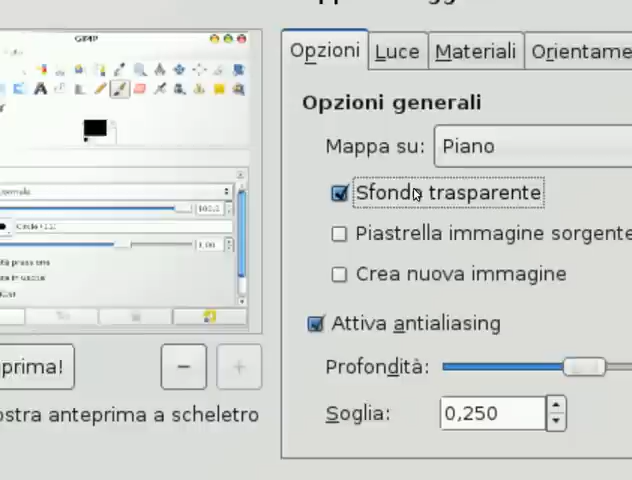 GIMP
Opzioni
Luce
Materiali
Orientame
Opzioni generali
Mappa su: Piano
Sfondo trasparente
Piastrella immagine sorgente
Crea nuova immagine
Attiva antialiasing
Profondità:
Soglia: 0,250
prima!
ostra anteprima a scheletro